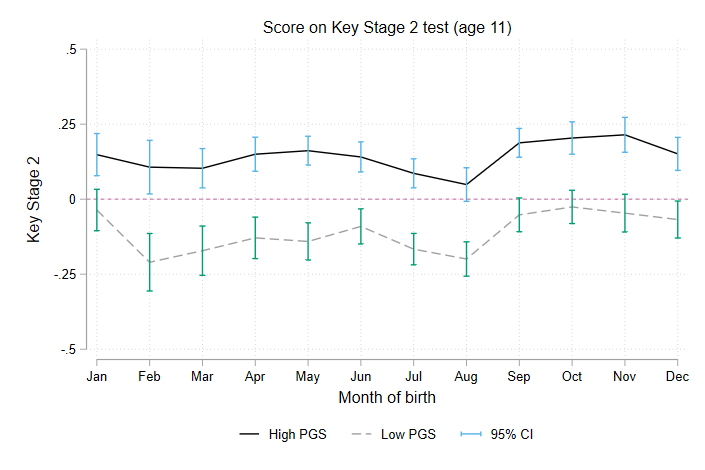 Score on Key Stage 2 test (age 11)
Key Stage 2
.5
.25
0
-.25
-.5
Jan Feb Mar Apr May Jun Jul Aug Sep Oct Nov Dec
Month of birth
High PGS Low PGS 95% CI